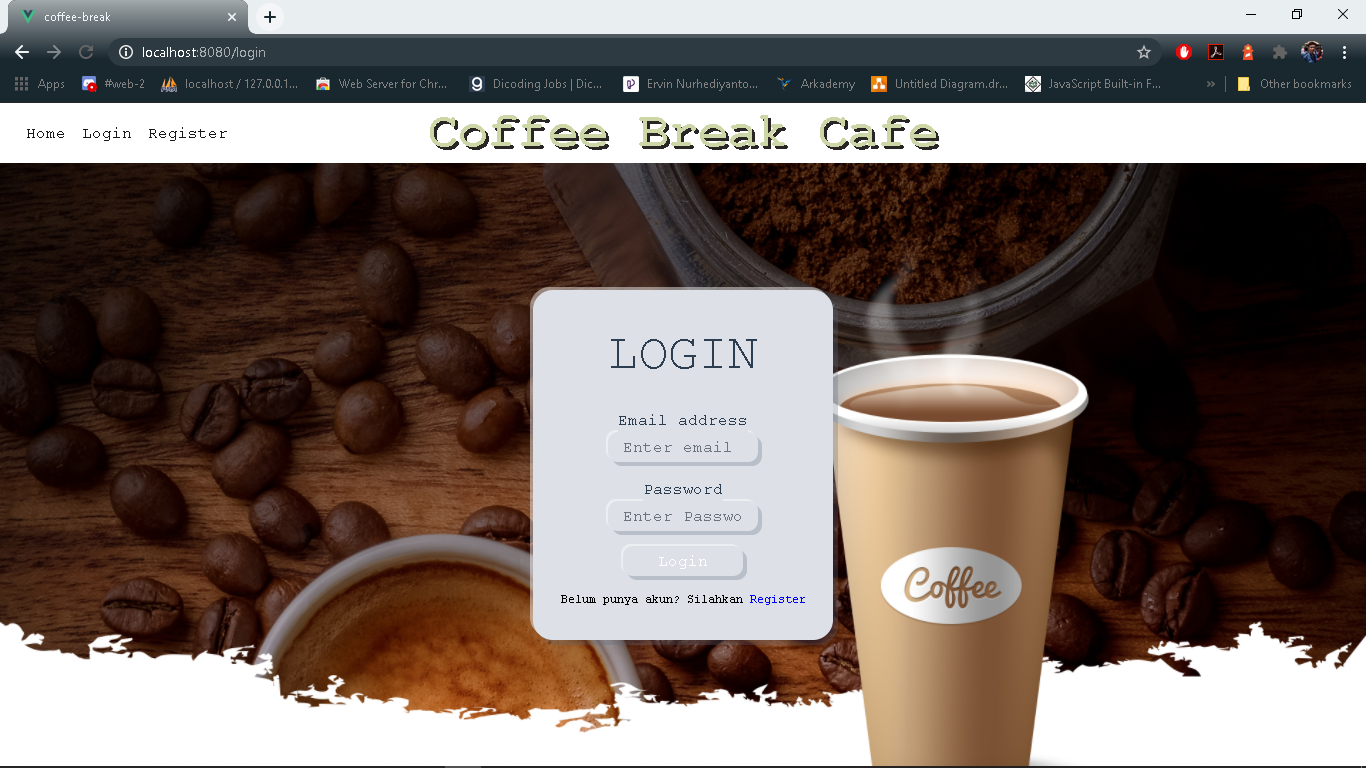 coffee-break
localhost:8080/login
Apps #web-2 localhost / 127.0.0.1... Web Server for Chr... Dicoding Jobs | Dic... Ervin Nurhediyanto... Arkademy Untitled Diagram.dr... JavaScript Built-in F... » Other bookmarks
Home Login Register Coffee Break Cafe
LOGIN
Email address
Enter email
Password
Enter Passwo
Login
Belum punya akun? Silahkan Register
Coffee